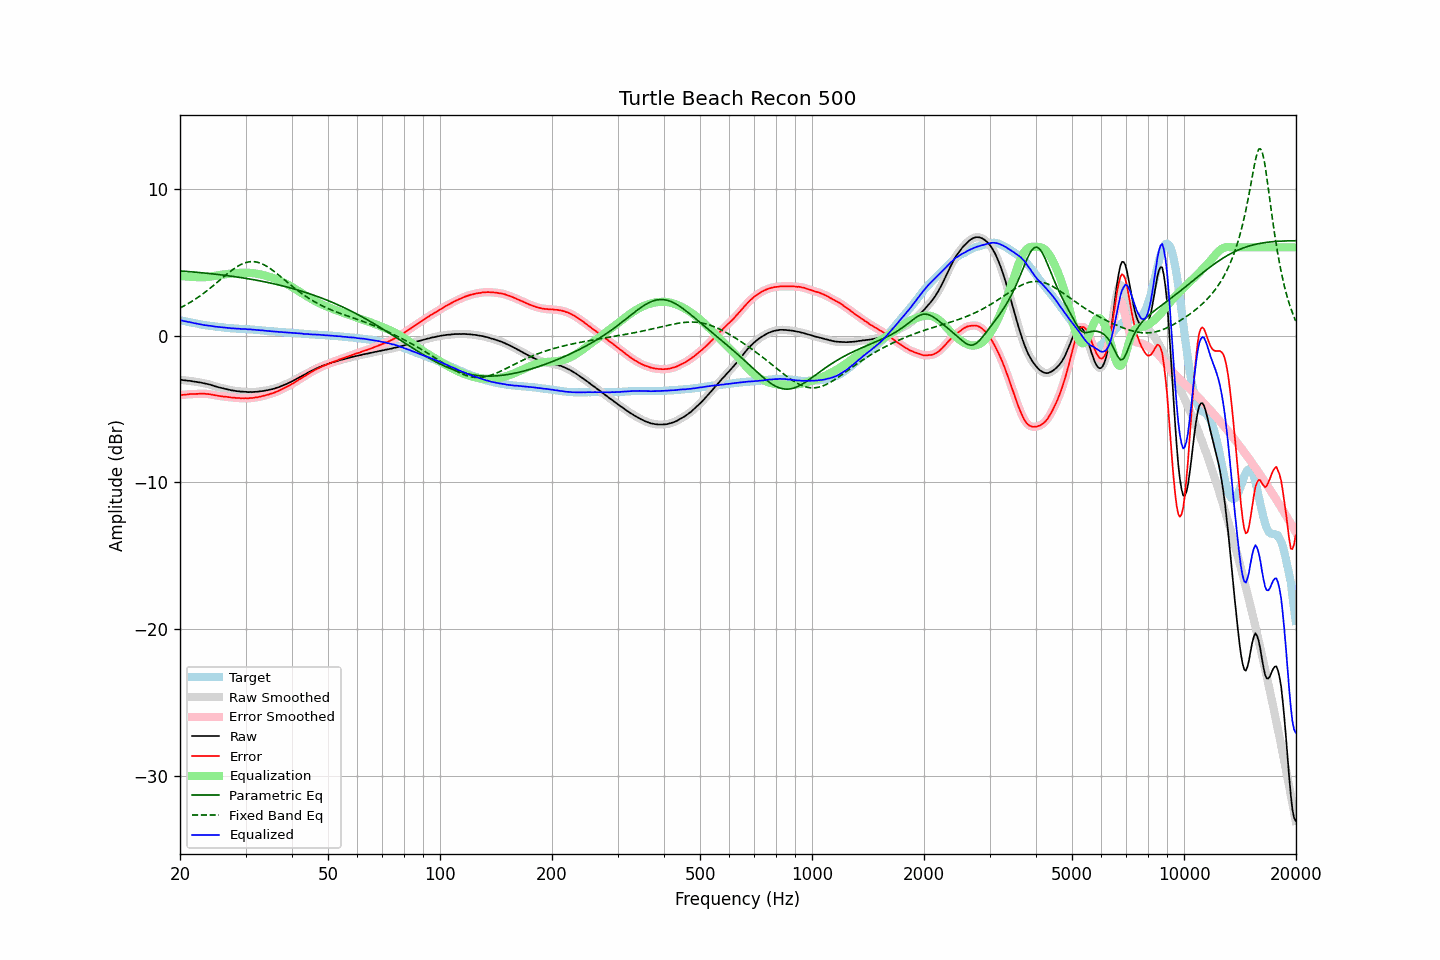 Turtle Beach Recon 500
Amplitude (dBr)
10
0
−10
−20
−30
Target
Raw Smoothed
Error Smoothed
Raw
Error
Equalization
Parametric Eq
Fixed Band Eq
Equalized
20 50 100 200 500 1000 2000 5000 10000 20000
Frequency (Hz)